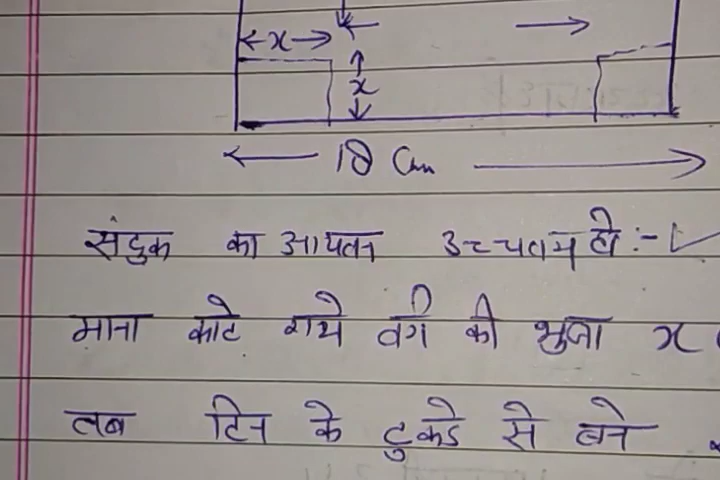 x
x
18 Cm
संदुक का आयतन उच्चतम हो :-
माना काटे गये वर्ग की भुजा x
तब टिन के टुकडे से बने